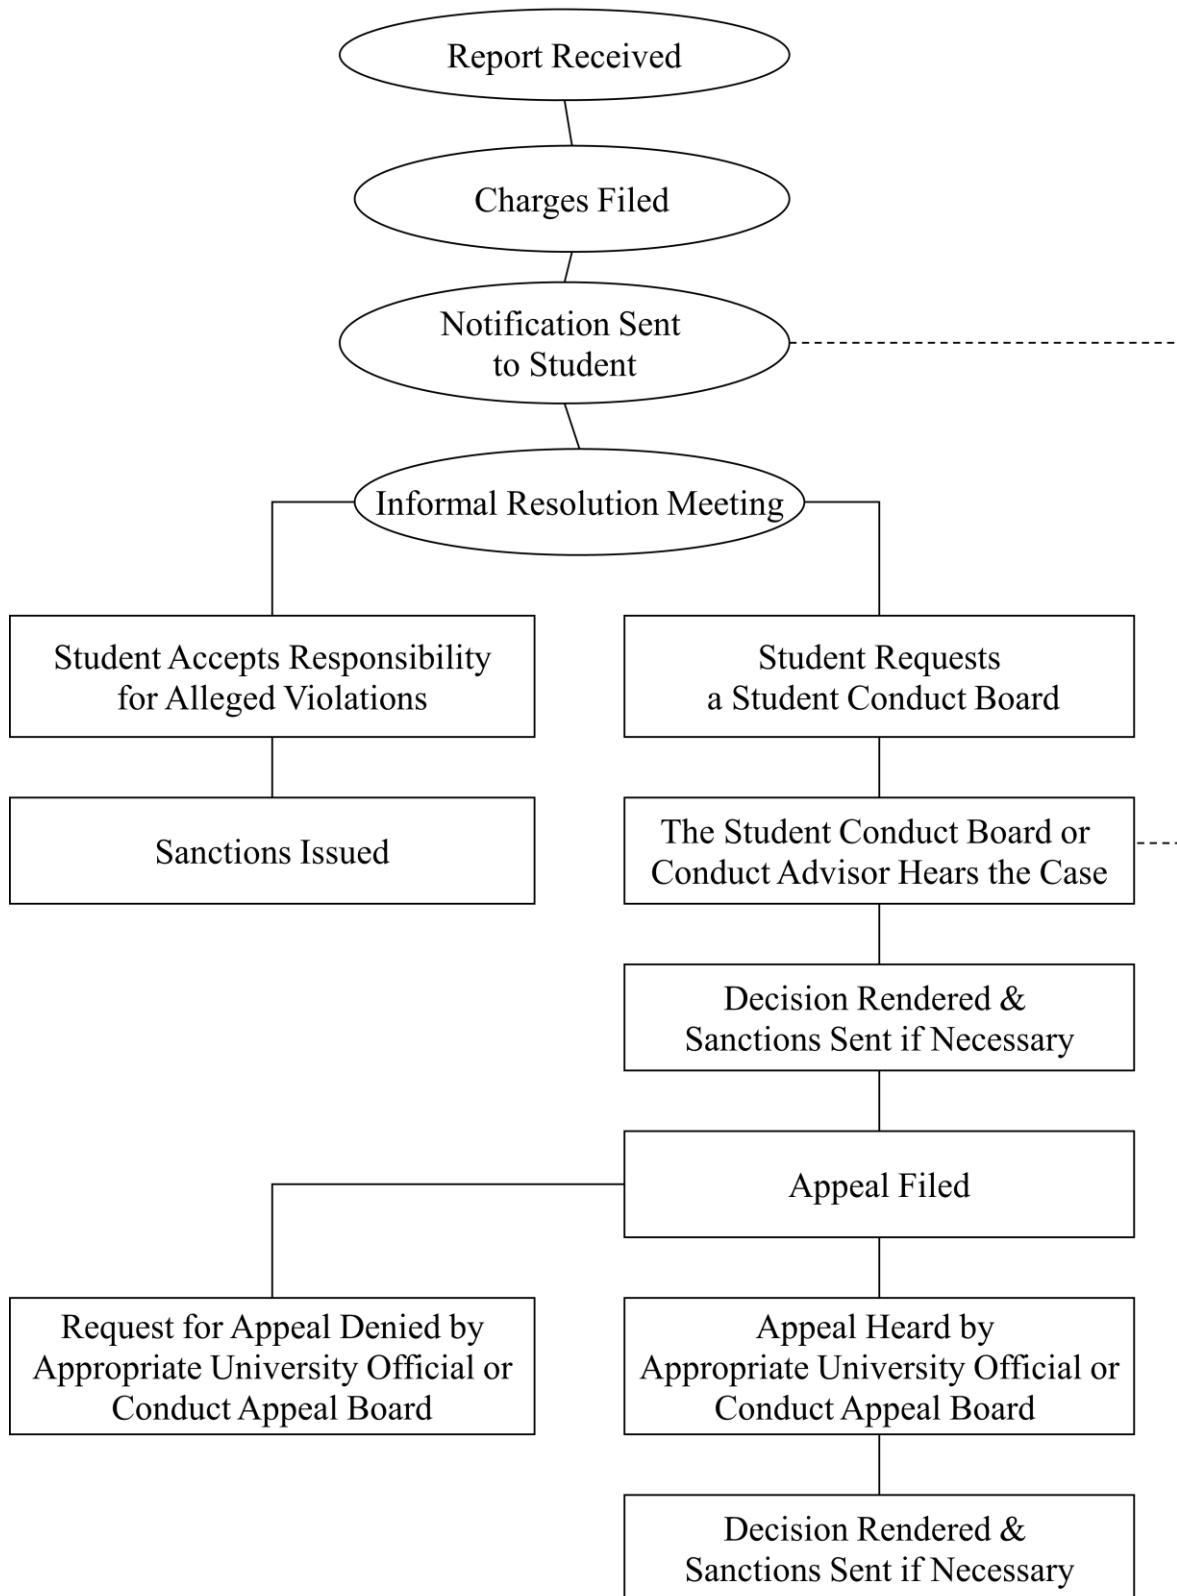 Report Received
Charges Filed
Notification Sent
to Student
Informal Resolution Meeting
Student Accepts Responsibility
for Alleged Violations
Student Requests
a Student Conduct Board
Sanctions Issued
The Student Conduct Board or
Conduct Advisor Hears the Case
Decision Rendered &
Sanctions Sent if Necessary
Appeal Filed
Request for Appeal Denied by
Appropriate University Official or
Conduct Appeal Board
Appeal Heard by
Appropriate University Official or
Conduct Appeal Board
Decision Rendered &
Sanctions Sent if Necessary